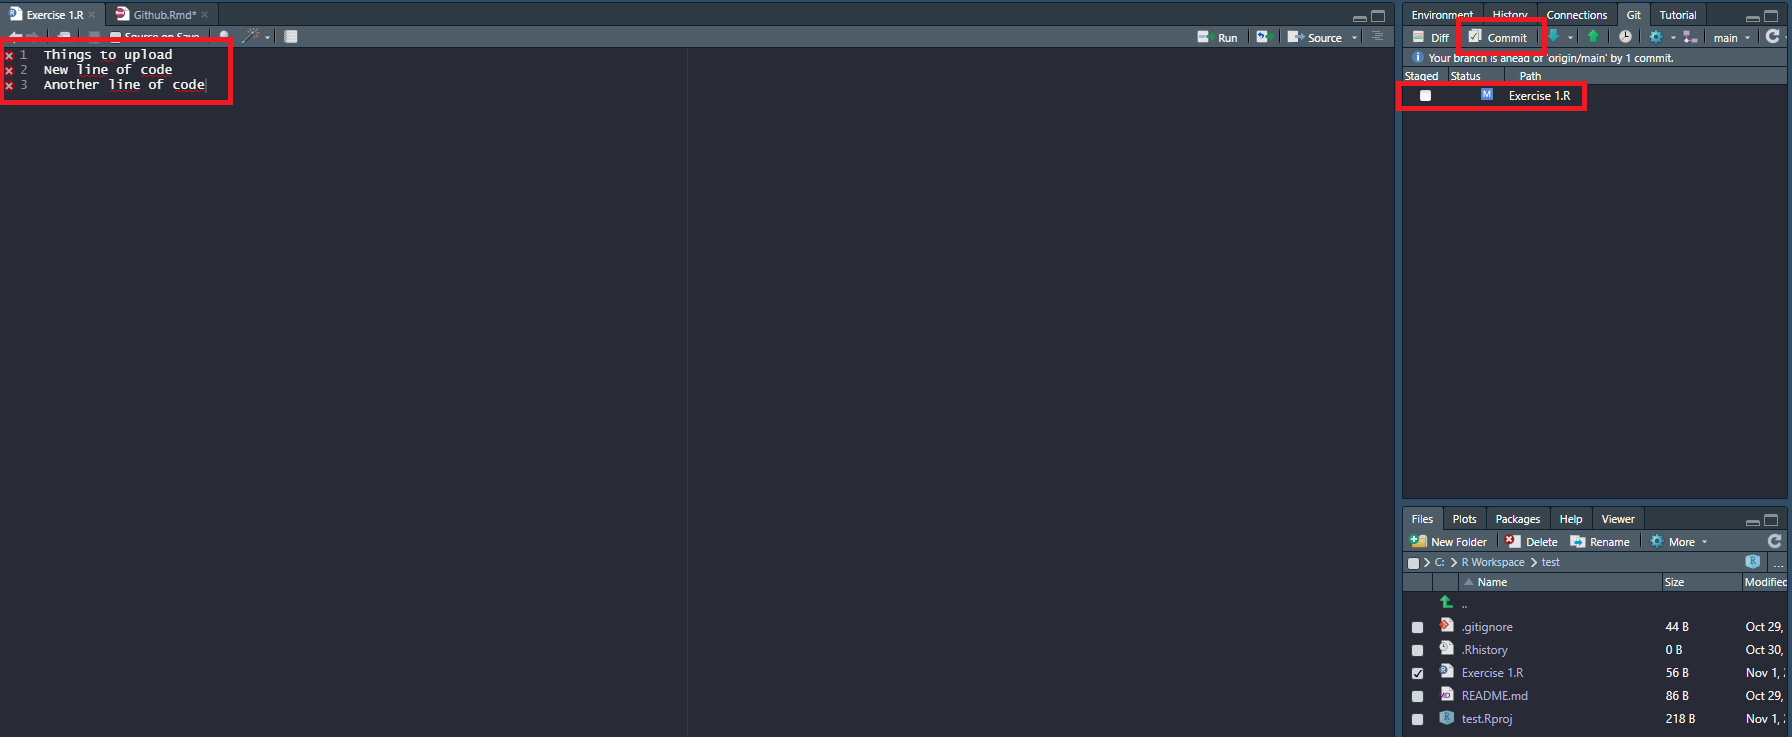 Exercise 1.R
Github.Rmd*
Source on Save
Run
Source
1 Things to upload
2 New line of code
3 Another line of code
Environment History Connections Git Tutorial
Diff Commit main
Your branch is ahead of 'origin/main' by 1 commit.
Staged Status Path
M Exercise 1.R
Files Plots Packages Help Viewer
New Folder Delete Rename More
C: R Workspace test
...
Name Size Modified
..
.gitignore 44 B Oct 29,
.Rhistory 0 B Oct 30,
Exercise 1.R 56 B Nov 1,
README.md 86 B Oct 29,
test.Rproj 218 B Nov 1,